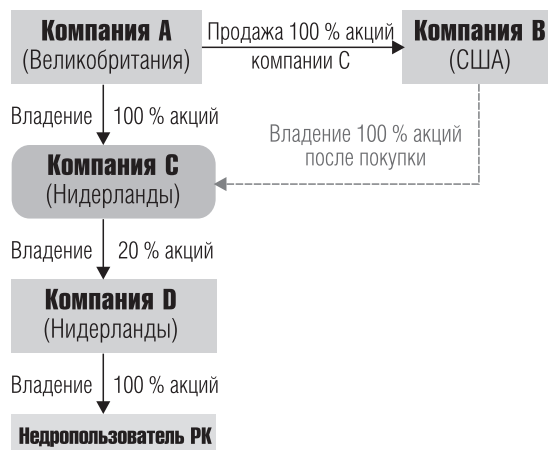 Компания A
(Великобритания)
Продажа 100 % акций
компании C
Компания B
(США)
Владение 100 % акций
Владение 100 % акций
после покупки
Компания C
(Нидерланды)
Владение 20 % акций
Компания D
(Нидерланды)
Владение 100 % акций
Недропользователь РК